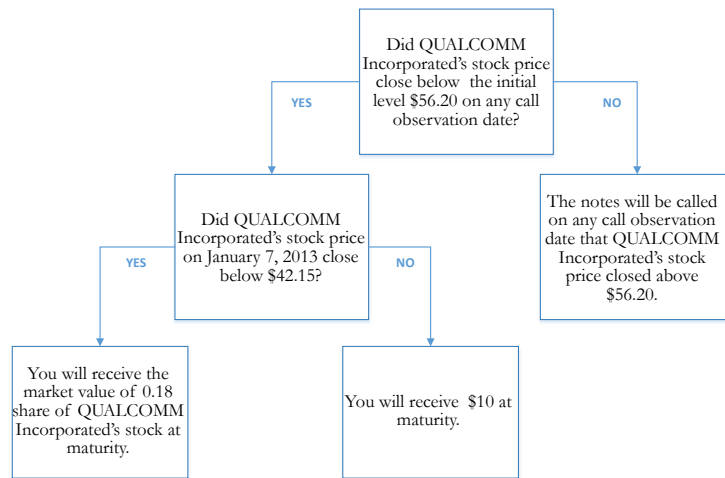 Did QUALCOMM
Incorporated's stock price
close below the initial
level $56.20 on any call
observation date?
YES
NO
Did QUALCOMM
Incorporated's stock price
on January 7, 2013 close
below $42.15?
The notes will be called
on any call observation
date that QUALCOMM
Incorporated's stock
price closed above
$56.20.
YES
NO
You will receive the
market value of 0.18
share of QUALCOMM
Incorporated's stock at
maturity.
You will receive $10 at
maturity.